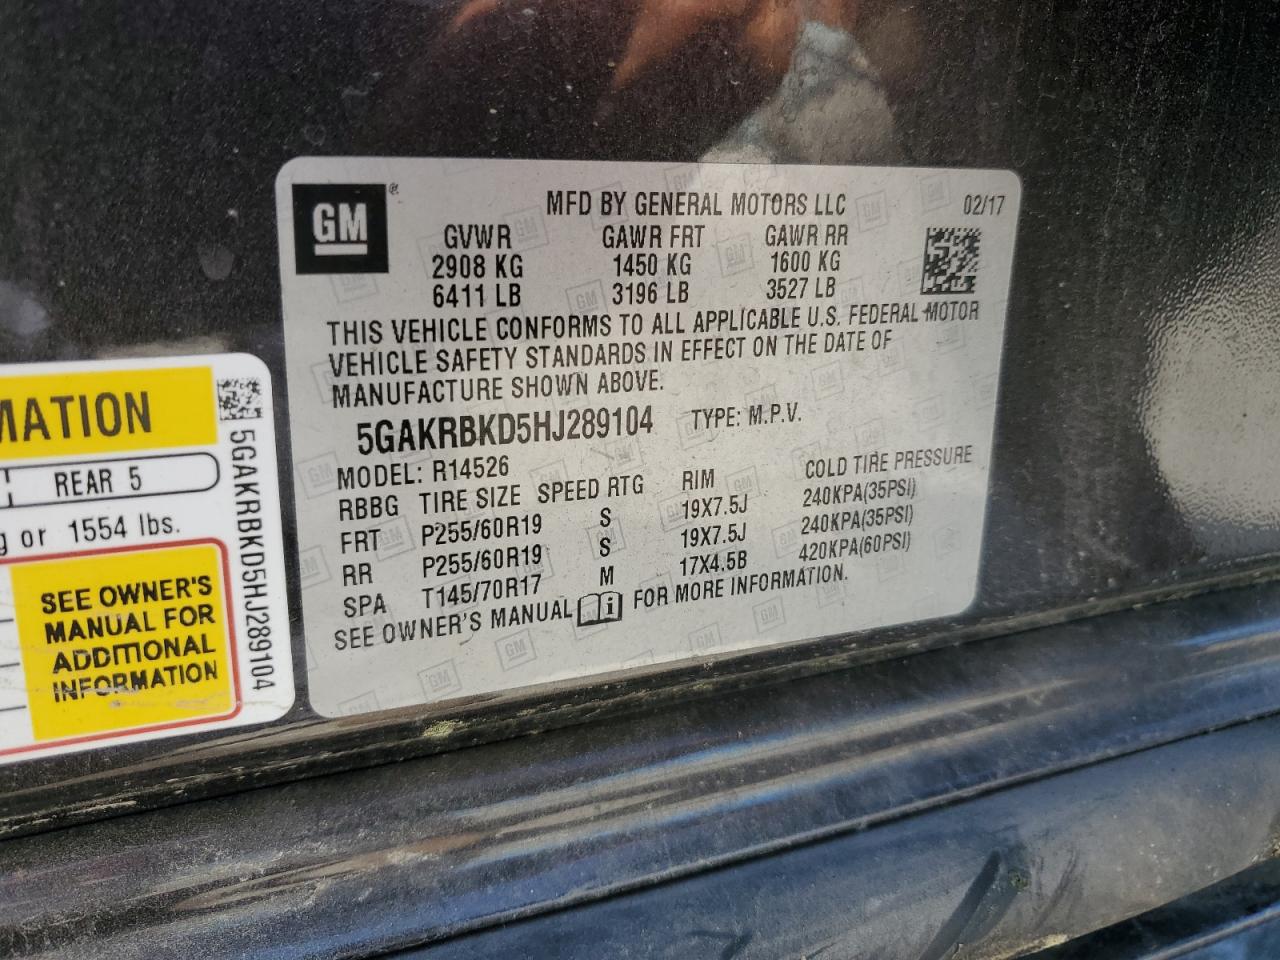 GM ®
MFD BY GENERAL MOTORS LLC 02/17
GVWR GAWR FRT GAWR RR
2908 KG 1450 KG 1600 KG
6411 LB 3196 LB 3527 LB
THIS VEHICLE CONFORMS TO ALL APPLICABLE U.S. FEDERAL MOTOR
VEHICLE SAFETY STANDARDS IN EFFECT ON THE DATE OF
MANUFACTURE SHOWN ABOVE.
5GAKRBKD5HJ289104 TYPE: M.P.V.
MODEL: R14526
RBBG TIRE SIZE SPEED RTG RIM COLD TIRE PRESSURE
FRT P255/60R19 S 19X7.5J 240KPA(35PSI)
RR P255/60R19 S 19X7.5J 240KPA(35PSI)
SPA T145/70R17 M 17X4.5B 420KPA(60PSI)
SEE OWNER'S MANUAL i FOR MORE INFORMATION.
MATION
REAR 5
g or 1554 lbs.
SEE OWNER'S
MANUAL FOR
ADDITIONAL
INFORMATION
5GAKRBKD5HJ289104